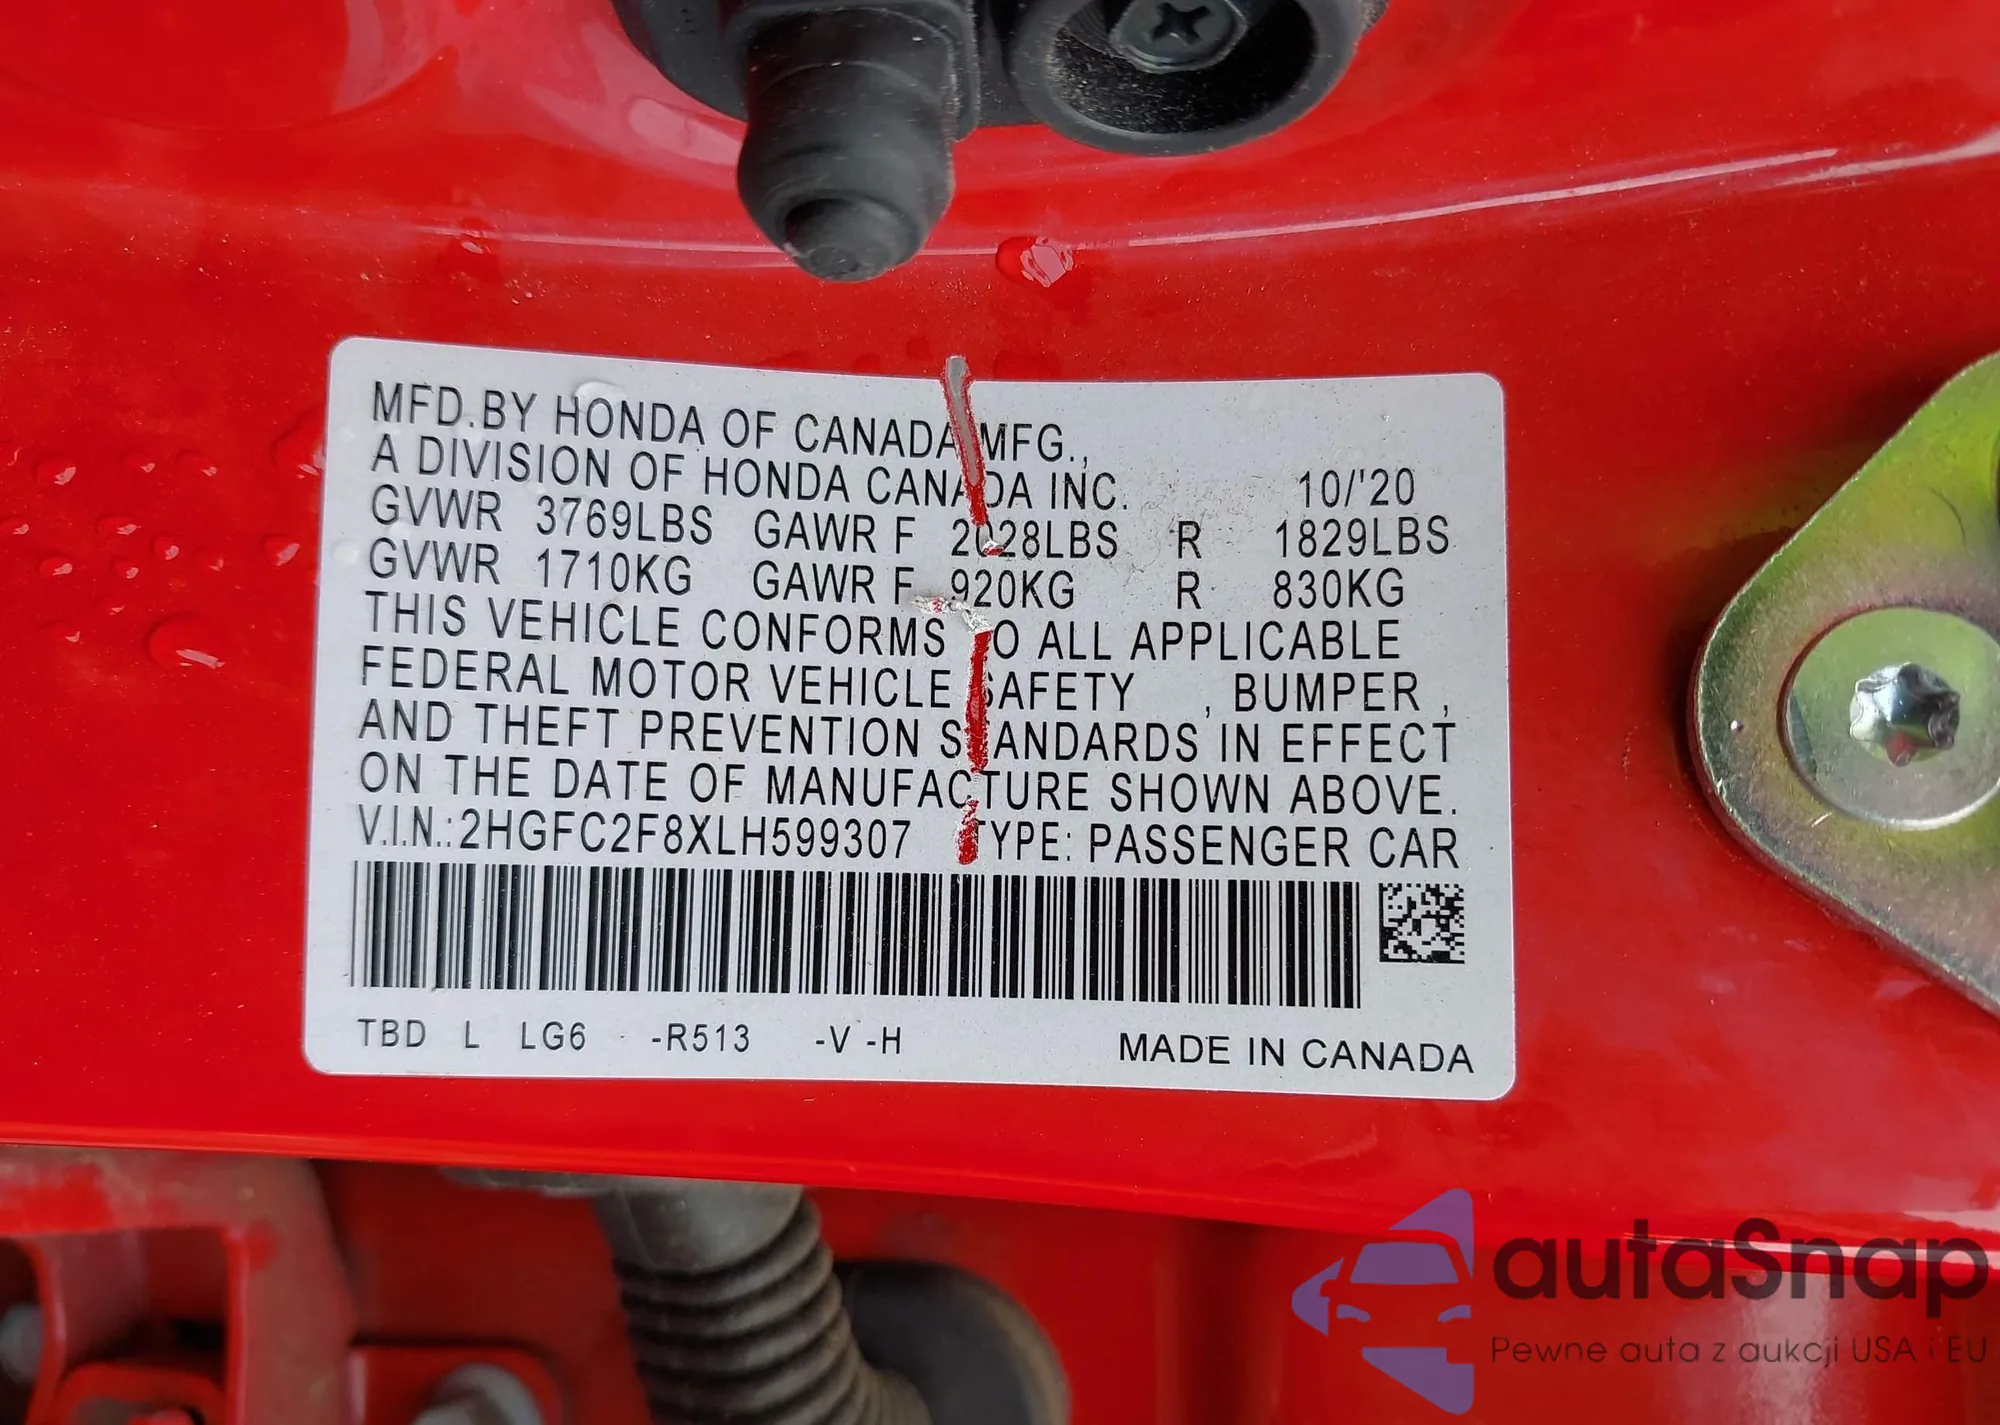 MFD.BY HONDA OF CANADA MFG.,
A DIVISION OF HONDA CANADA INC. 10/'20
GVWR 3769LBS GAWR F 2028LBS R 1829LBS
GVWR 1710KG GAWR F 920KG R 830KG
THIS VEHICLE CONFORMS TO ALL APPLICABLE
FEDERAL MOTOR VEHICLE SAFETY , BUMPER ,
AND THEFT PREVENTION STANDARDS IN EFFECT
ON THE DATE OF MANUFACTURE SHOWN ABOVE.
V.I.N.:2HGFC2F8XLH599307 TYPE: PASSENGER CAR
TBD L LG6 -R513 -V -H MADE IN CANADA
autaSnap
Pewne auta z aukcji USA i EU